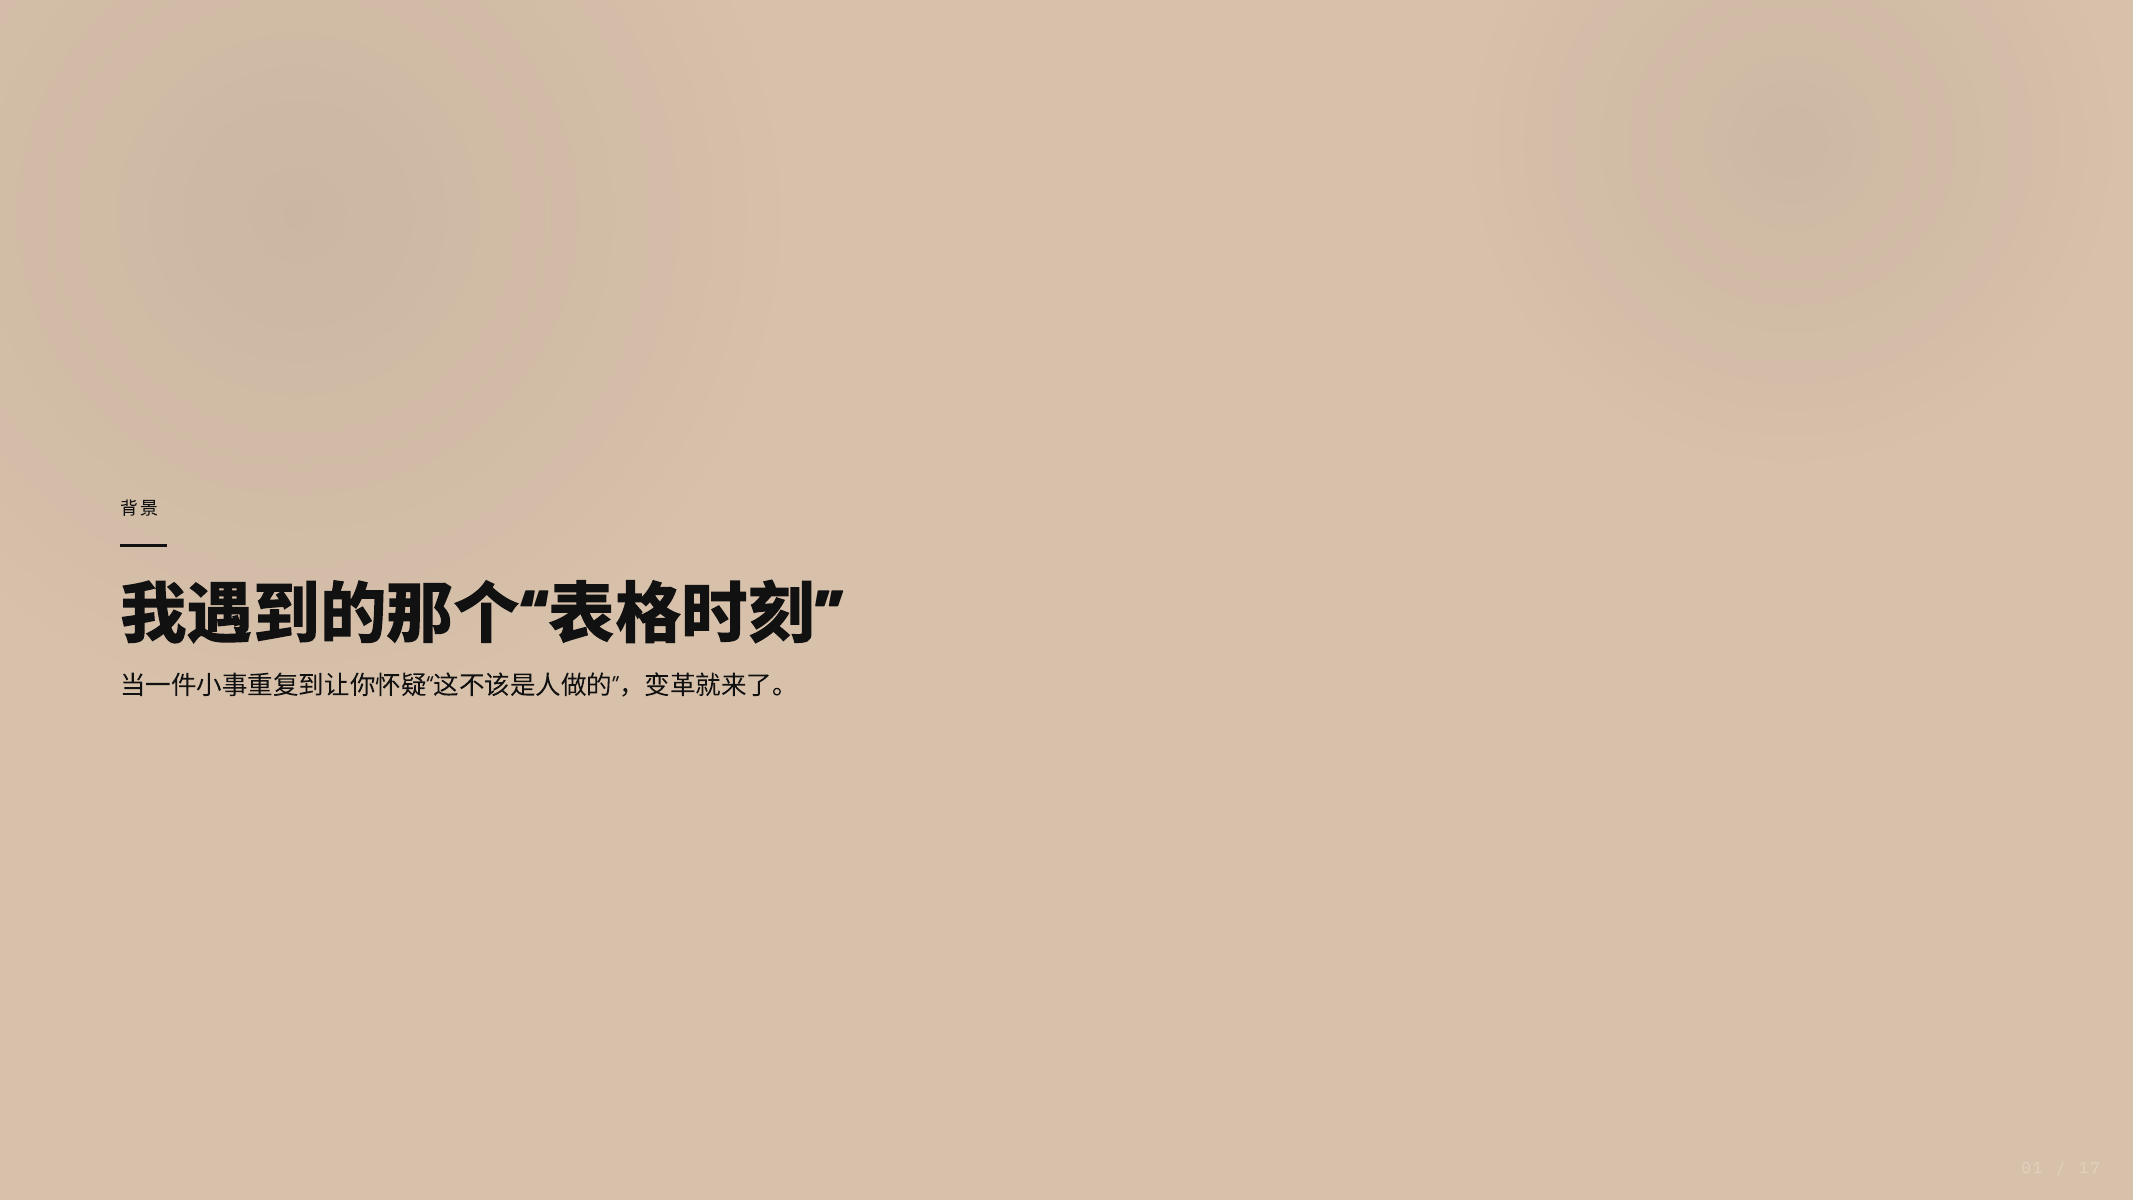 背景
我遇到的那个“表格时刻”
当一件小事重复到让你怀疑“这不该是人做的”，变革就来了。
01 / 17